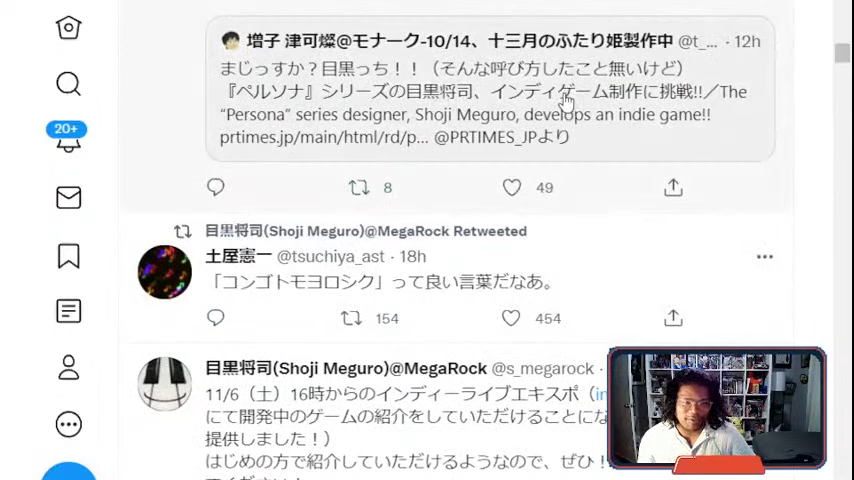 増子 津可燦@モナーク-10/14、十三月のふたり姫製作中 @t_... · 12h
まじっすか？目黒っち！！（そんな呼び方したこと無いけど）
『ペルソナ』シリーズの目黒将司、インディゲーム制作に挑戦!!／The
“Persona” series designer, Shoji Meguro, develops an indie game!!
prtimes.jp/main/html/rd/p... @PRTIMES_JPより
20+
8
49
目黒将司(Shoji Meguro)@MegaRock Retweeted
土屋憲一 @tsuchiya_ast · 18h
「コンゴトモヨロシク」って良い言葉だなあ。
154
454
目黒将司(Shoji Meguro)@MegaRock @s_megarock ·
11/6（土）16時からのインディーライブエキスポ（in
にて開発中のゲームの紹介をしていただけることにな
提供しました！）
はじめの方で紹介していただけるようなので、ぜひ！